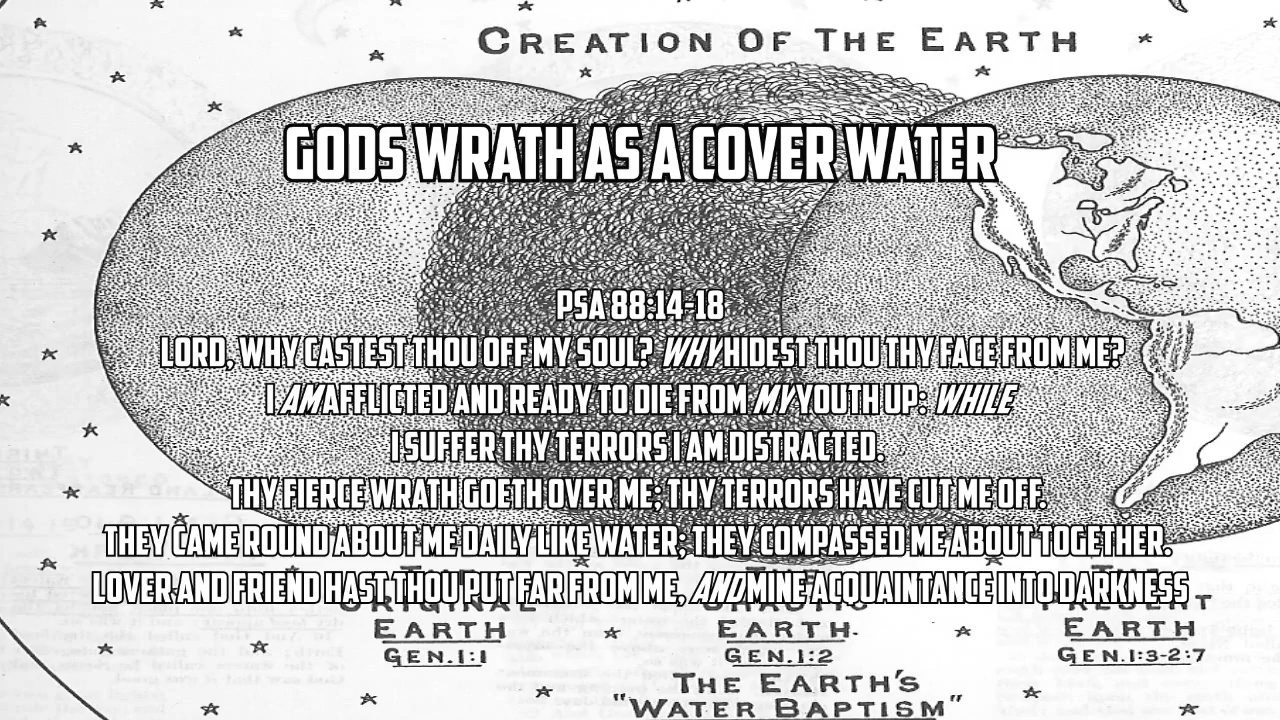 CREATION OF THE EARTH
GODS WRATH AS A COVER WATER
PSA 88:14-18
LORD, WHY CASTEST THOU OFF MY SOUL? WHY HIDEST THOU THY FACE FROM ME?
I AM AFFLICTED AND READY TO DIE FROM MY YOUTH UP: WHILE
I SUFFER THY TERRORS I AM DISTRACTED.
THY FIERCE WRATH GOETH OVER ME; THY TERRORS HAVE CUT ME OFF.
THEY CAME ROUND ABOUT ME DAILY LIKE WATER; THEY COMPASSED ME ABOUT TOGETHER.
LOVER AND FRIEND HAST THOU PUT FAR FROM ME, AND MINE ACQUAINTANCE INTO DARKNESS
THE THE THE
ORIGINAL CHAOTIC PRESENT
EARTH EARTH. EARTH
GEN.1:1 GEN.1:2 GEN.1:3-2:7
THE EARTH'S
"WATER BAPTISM"